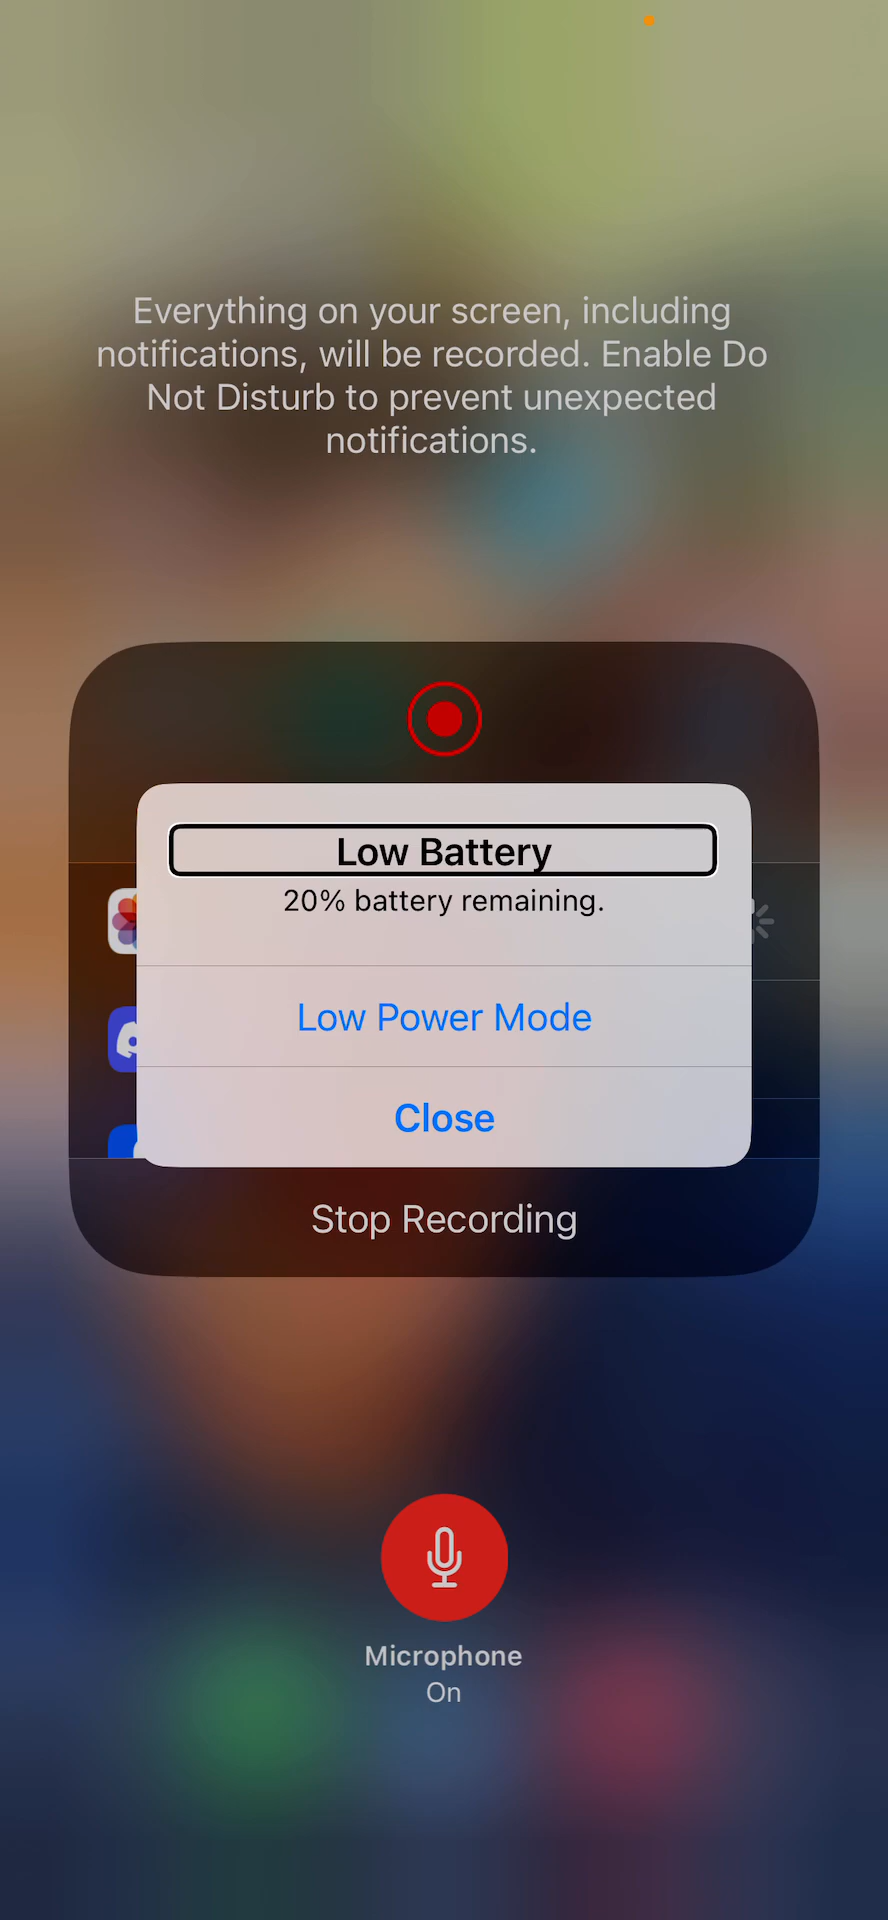 Everything on your screen, including
notifications, will be recorded. Enable Do
Not Disturb to prevent unexpected
notifications.
Low Battery
20% battery remaining.
Low Power Mode
Close
Stop Recording
Microphone
On